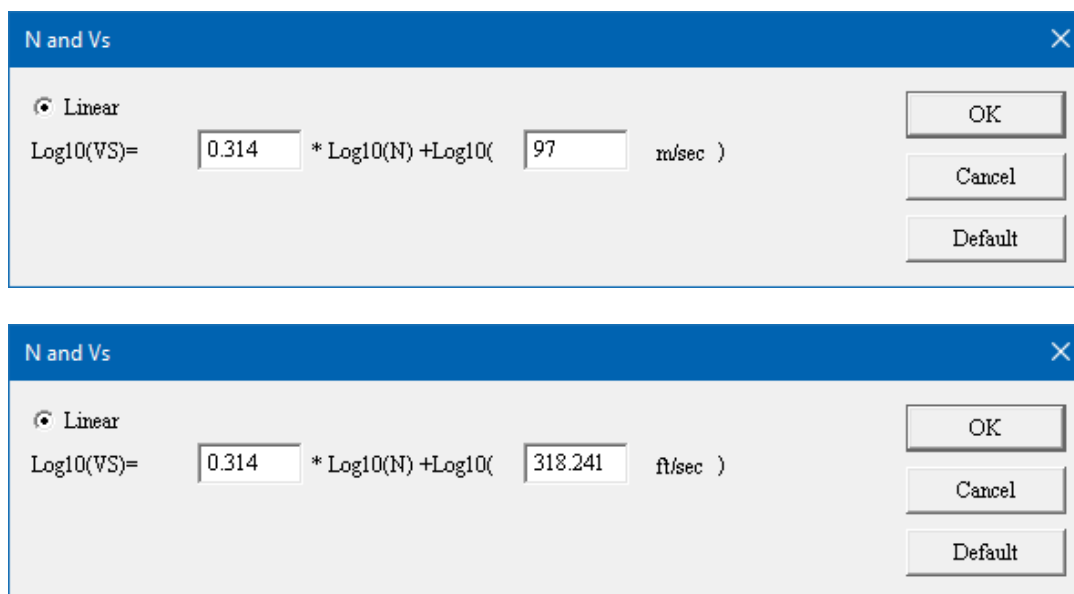 N and Vs
Linear
OK
Log10(VS)= 0.314 * Log10(N) +Log10( 97 m/sec )
Cancel
Default
N and Vs
Linear
OK
Log10(VS)= 0.314 * Log10(N) +Log10( 318.241 ft/sec )
Cancel
Default